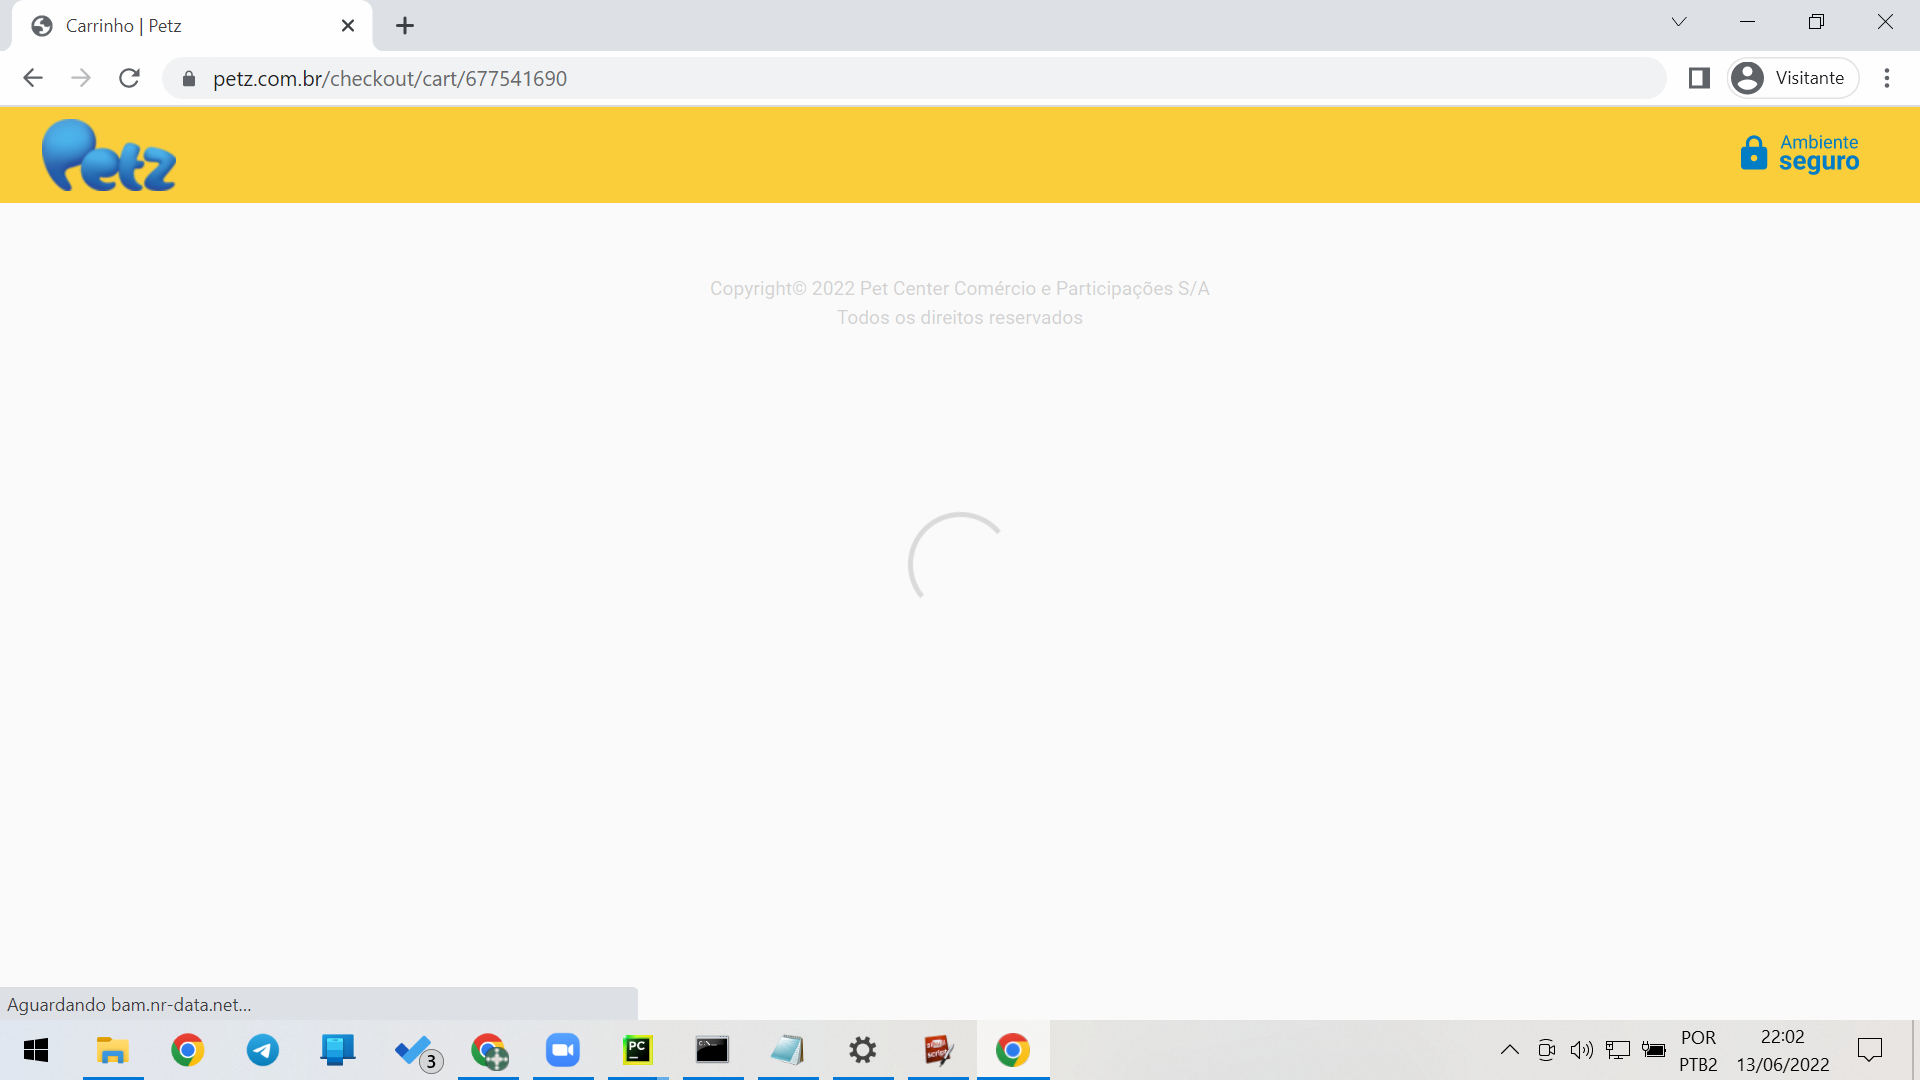 Carrinho | Petz
petz.com.br/checkout/cart/677541690
Visitante
Petz
Ambiente
seguro
Copyright© 2022 Pet Center Comércio e Participações S/A
Todos os direitos reservados
Aguardando bam.nr-data.net...
3
PC
C:\_
script
POR
PTB2
22:02
13/06/2022